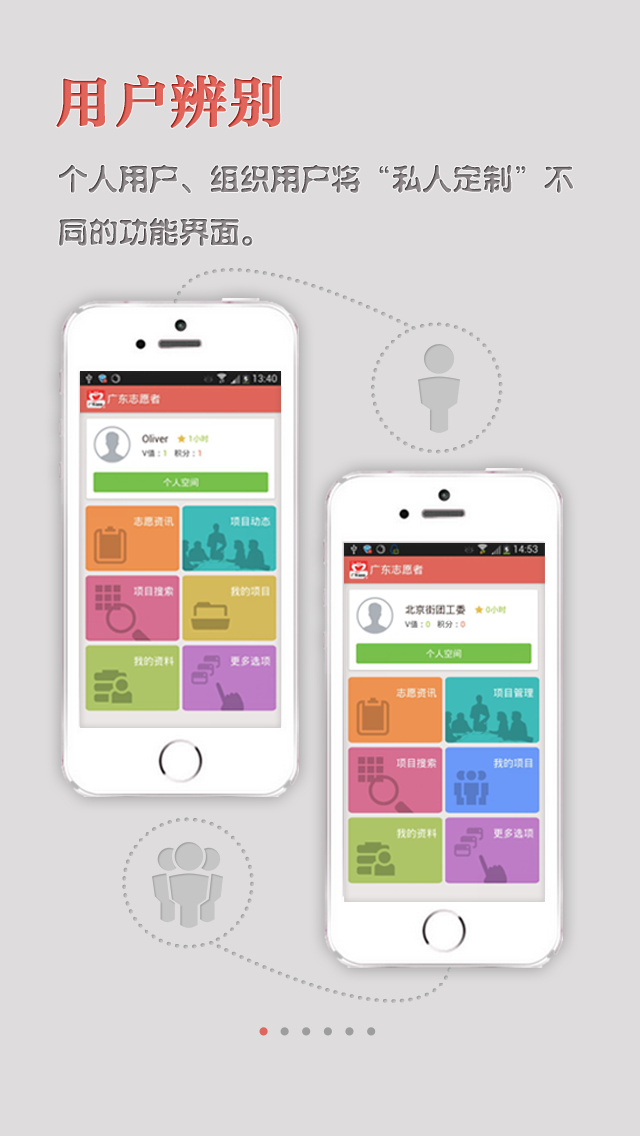 用户辨别
个人用户、组织用户将“私人定制”不
同的功能界面。
13:40
广东志愿者
Oliver ★ 1小时
V值：1 积分：1
个人空间
志愿资讯 项目动态
项目搜索 我的项目
我的资料 更多选项
14:53
广东志愿者
北京街团工委 ★ 0小时
V值：0 积分：0
个人空间
志愿资讯 项目管理
项目搜索 我的项目
我的资料 更多选项